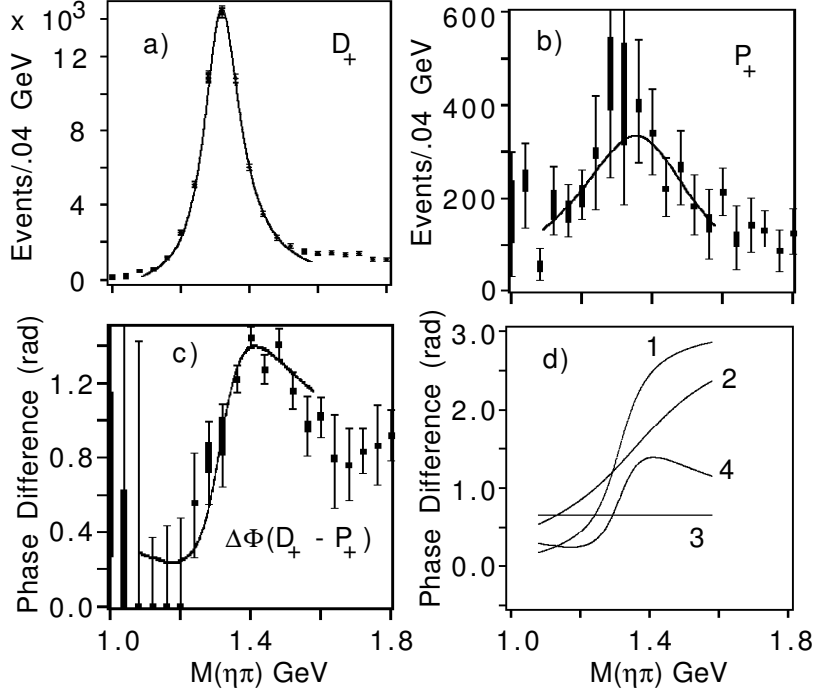 x 10³
a) D₊
12
8
4
0
Events/.04 GeV
b) P₊
600
400
200
0
Events/.04 GeV
c)
1.2
0.8
0.4
0.0
Phase Difference (rad)
ΔΦ(D₊ - P₊)
1.0 1.4 1.8
M(ηπ) GeV
d)
3.0
2.0
1.0
0.0
Phase Difference (rad)
1
2
4
3
1.0 1.4 1.8
M(ηπ) GeV